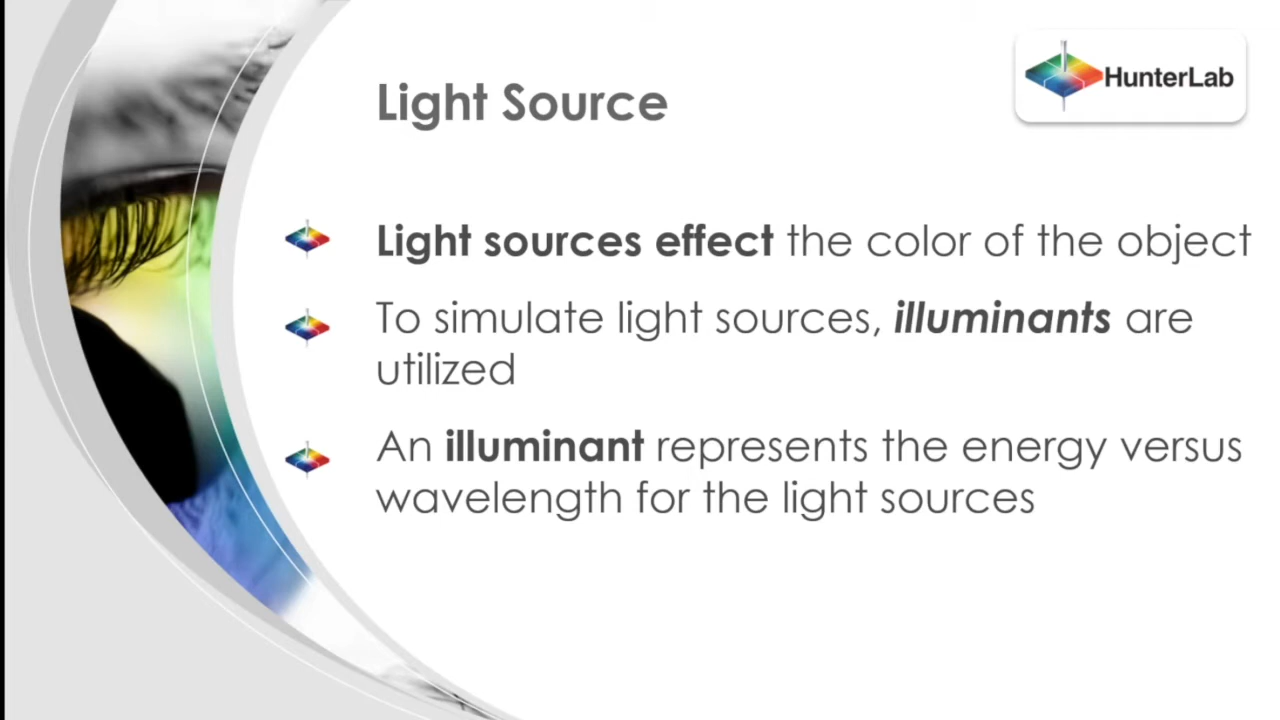 HunterLab
Light Source
Light sources effect the color of the object
To simulate light sources, illuminants are
utilized
An illuminant represents the energy versus
wavelength for the light sources